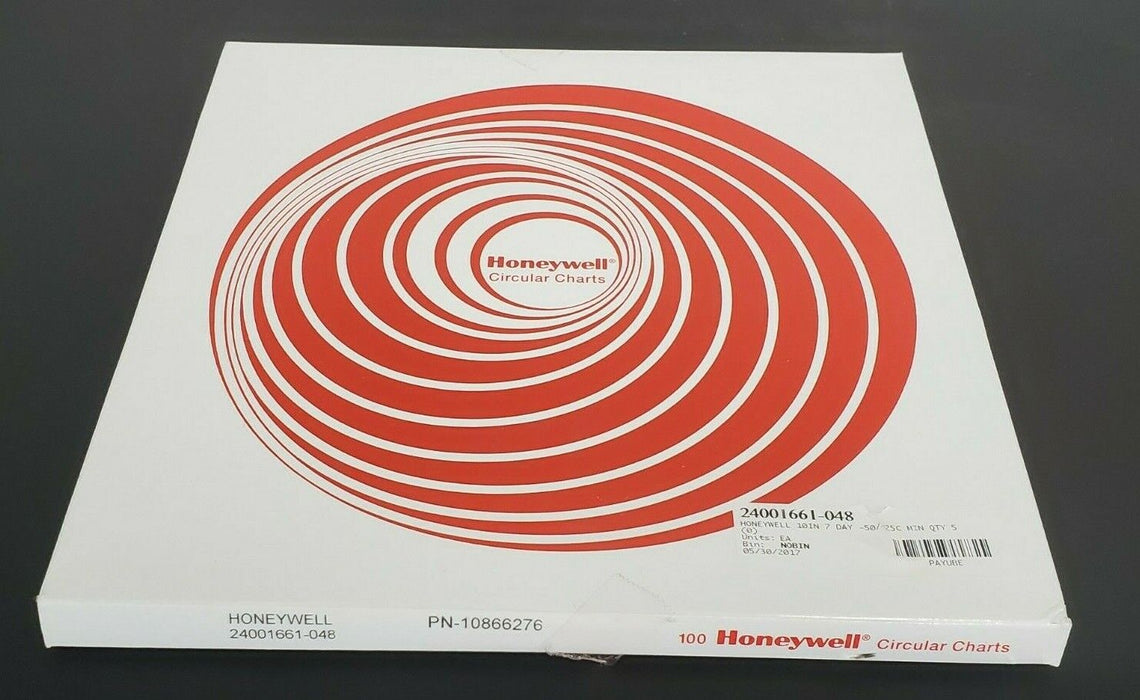 Honeywell®
Circular Charts
24001661-048
HONEYWELL 10IN 7 DAY -50/ 25C MIN QTY 5
(0)
Units: EA
Bin: NOBIN
05/30/2017
PAYUBE
HONEYWELL
24001661-048
PN-10866276
100 Honeywell® Circular Charts